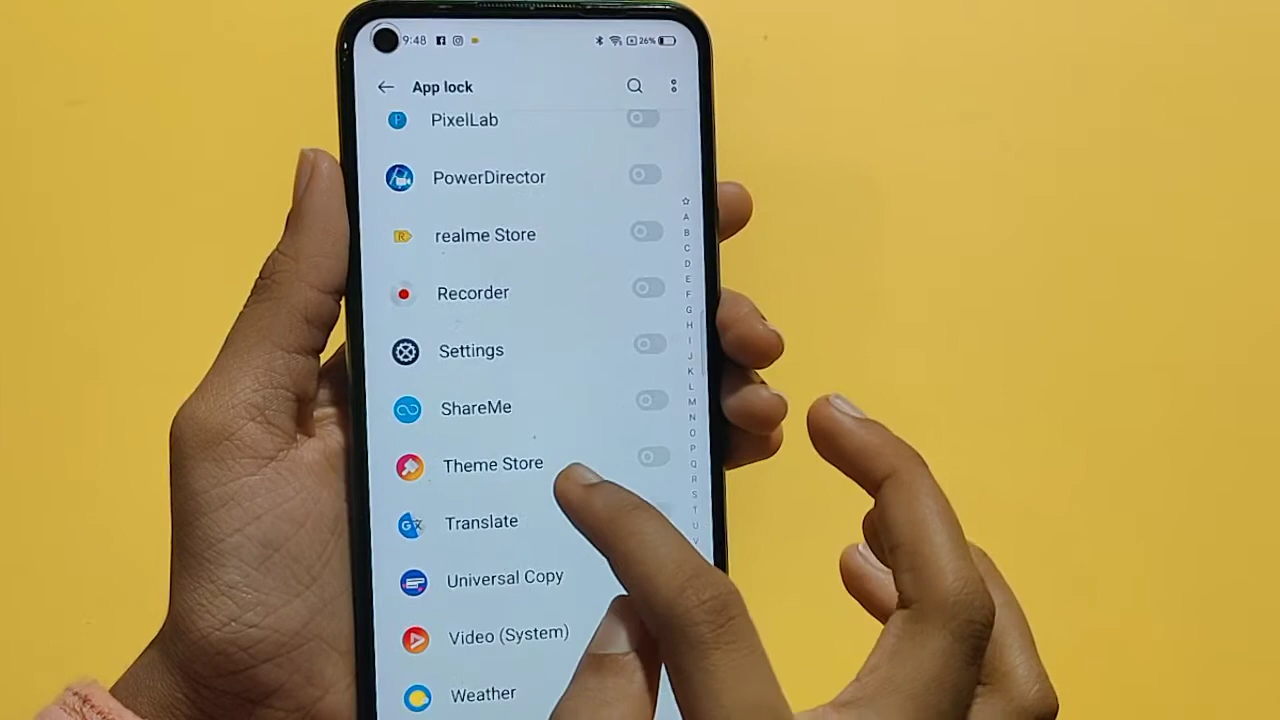 9:48 26%
App lock
PixelLab
PowerDirector
realme Store
Recorder
Settings
ShareMe
Theme Store
Translate
Universal Copy
Video (System)
Weather
A
B
C
D
E
F
G
H
I
J
K
L
M
N
O
P
Q
R
S
T
U
V